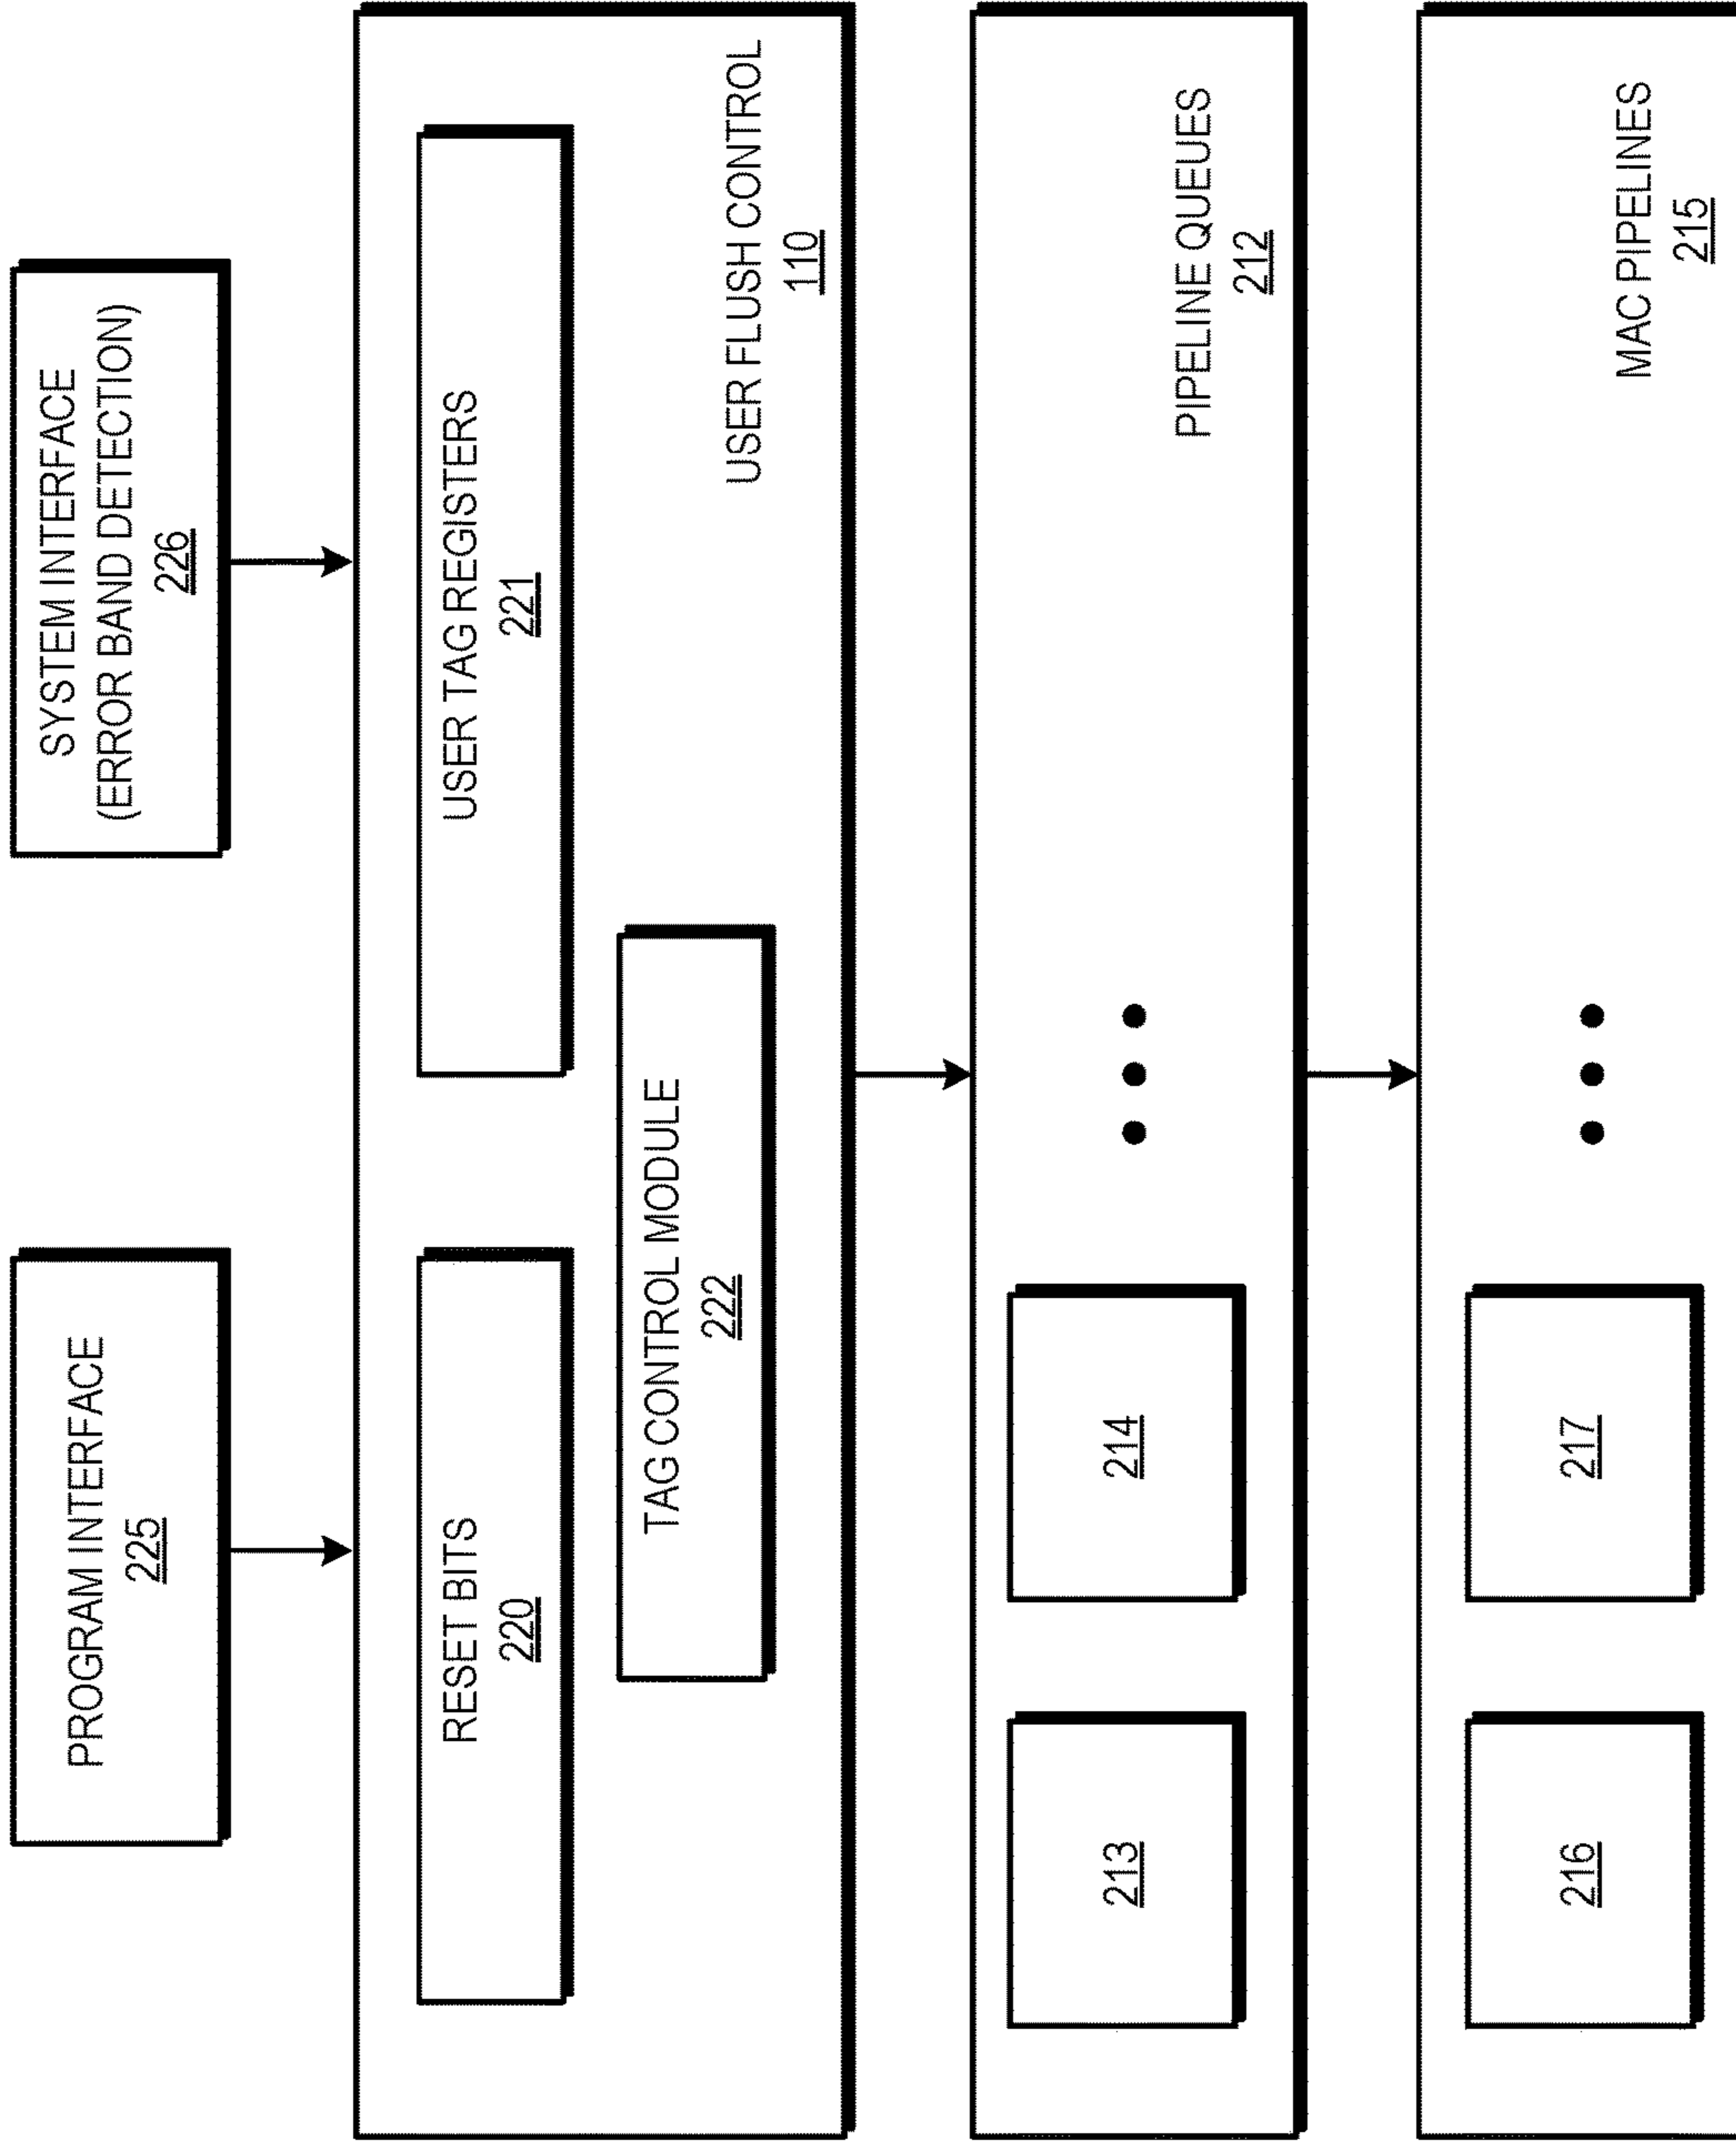 PROGRAM INTERFACE
225
SYSTEM INTERFACE
(ERROR BAND DETECTION)
226
RESET BITS
220
USER TAG REGISTERS
221
TAG CONTROL MODULE
222
USER FLUSH CONTROL
110
213
214
PIPELINE QUEUES
212
216
217
MAC PIPELINES
215